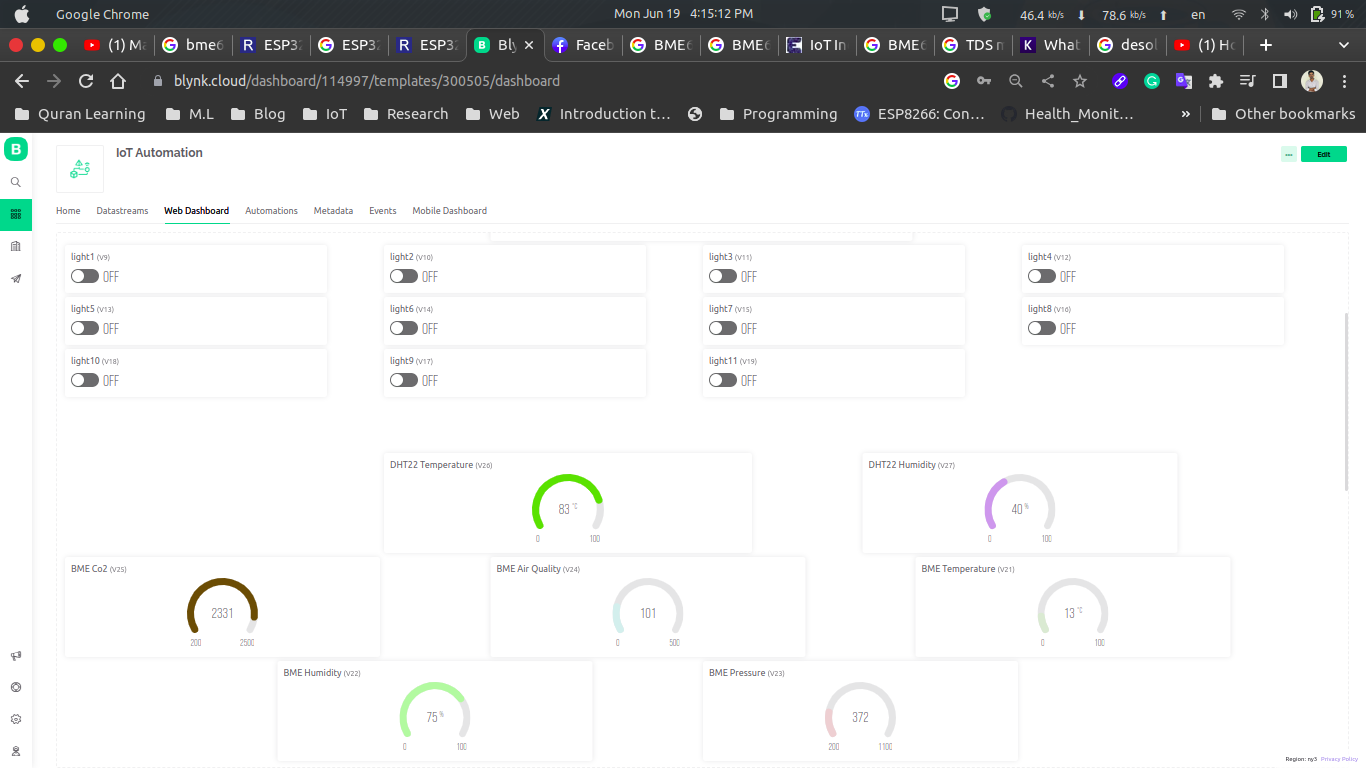 Google Chrome Mon Jun 19 4:15:12 PM 46.4 kb/s 78.6 kb/s en 91 %
(1) Ma bme6 ESP32 ESP32 ESP32 Bly Faceb BME6 BME6 IoT In BME6 TDS m What desol (1) Ho
blynk.cloud/dashboard/114997/templates/300505/dashboard
Quran Learning M.L Blog IoT Research Web Introduction t... Programming ESP8266: Con... Health_Monit... » Other bookmarks
B IoT Automation ... Edit
Home Datastreams Web Dashboard Automations Metadata Events Mobile Dashboard
light1 (V9) light2 (V10) light3 (V11) light4 (V12)
OFF OFF OFF OFF
light5 (V13) light6 (V14) light7 (V15) light8 (V16)
OFF OFF OFF OFF
light10 (V18) light9 (V17) light11 (V19)
OFF OFF OFF
DHT22 Temperature (V26) DHT22 Humidity (V27)
83 °C 40 %
0 100 0 100
BME Co2 (V25) BME Air Quality (V24) BME Temperature (V21)
2331 101 13 °C
200 2500 0 500 0 100
BME Humidity (V22) BME Pressure (V23)
75 % 372
0 100 200 1100
Region: ny3 Privacy Policy